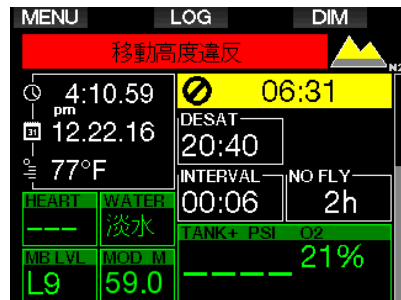 MENU LOG DIM
移動高度違反
N2
4:10.59
pm
06:31
12.22.16
31
DESAT
20:40
77°F
INTERVAL NO FLY
00:06 2h
HEART WATER
--- 淡水
TANK+ PSI O2
---- 21%
MB LVL MOD M
L9 59.0